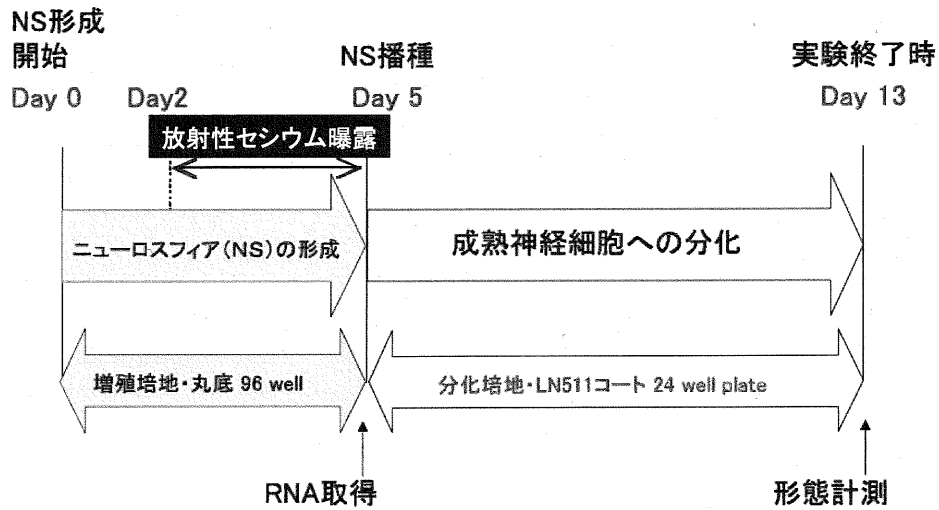 NS形成
開始
NS播種
実験終了時
Day 0
Day2
Day 5
Day 13
放射性セシウム曝露
ニューロスフィア(NS)の形成
成熟神経細胞への分化
増殖培地・丸底 96 well
分化培地・LN511コート 24 well plate
RNA取得
形態計測